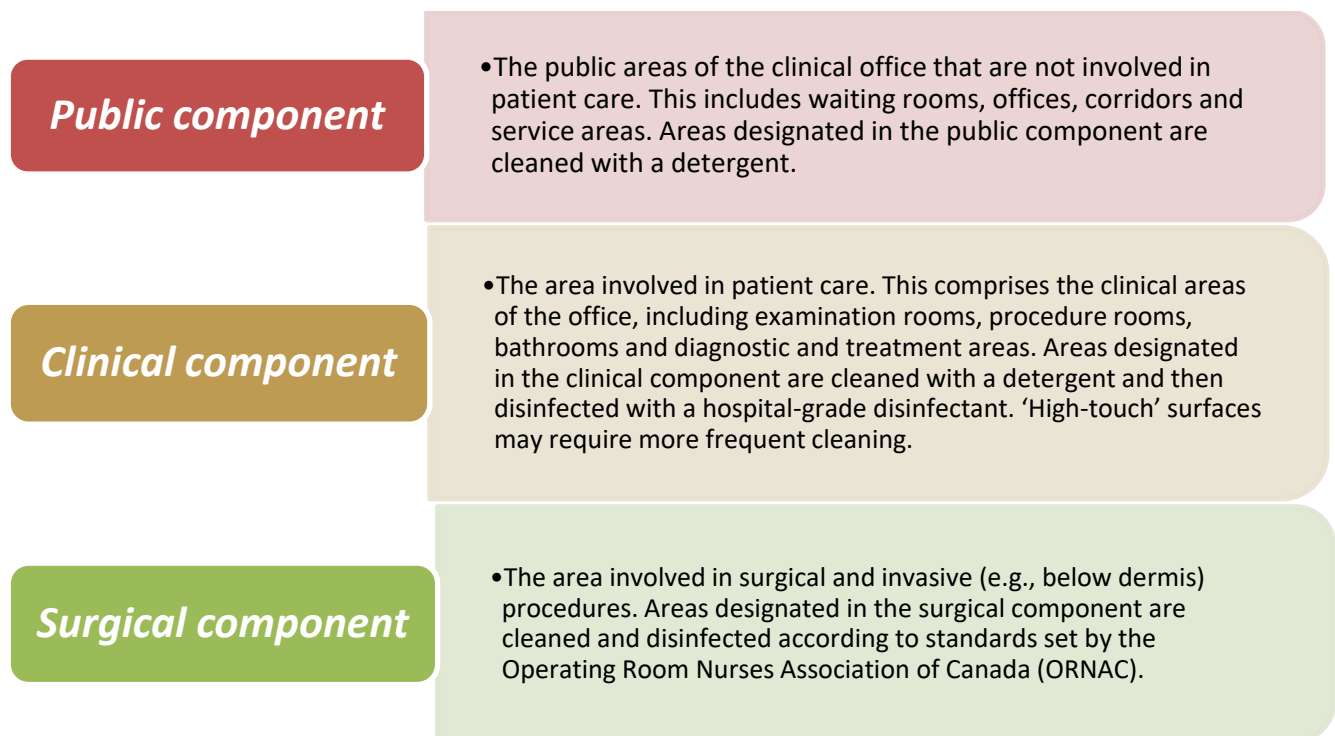 Public component
•The public areas of the clinical office that are not involved in
patient care. This includes waiting rooms, offices, corridors and
service areas. Areas designated in the public component are
cleaned with a detergent.
Clinical component
•The area involved in patient care. This comprises the clinical areas
of the office, including examination rooms, procedure rooms,
bathrooms and diagnostic and treatment areas. Areas designated
in the clinical component are cleaned with a detergent and then
disinfected with a hospital-grade disinfectant. ‘High-touch’ surfaces
may require more frequent cleaning.
Surgical component
•The area involved in surgical and invasive (e.g., below dermis)
procedures. Areas designated in the surgical component are
cleaned and disinfected according to standards set by the
Operating Room Nurses Association of Canada (ORNAC).